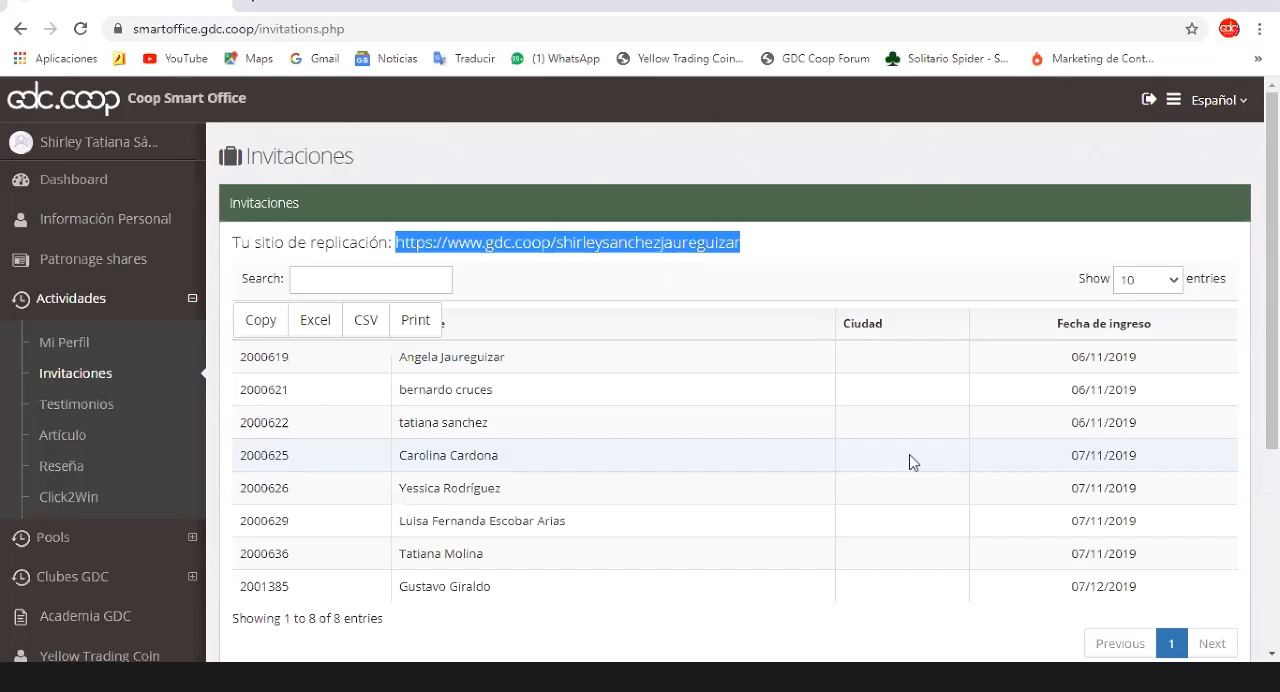 smartoffice.gdc.coop/invitations.php
gdc
Aplicaciones YouTube Maps Gmail Noticias Traducir (1) WhatsApp Yellow Trading Coin... GDC Coop Forum Solitario Spider - S... Marketing de Cont... »
gdc.coop Coop Smart Office
Español
Shirley Tatiana Sá...
Dashboard
Información Personal
Patronage shares
Actividades
Mi Perfil
Invitaciones
Testimonios
Artículo
Reseña
Click2Win
Pools
Clubes GDC
Academia GDC
Yellow Trading Coin
Invitaciones
Invitaciones
Tu sitio de replicación: https://www.gdc.coop/shirleysanchezjaureguizar
Search: Show 10 entries
Copy Excel CSV Print e Ciudad Fecha de ingreso
2000619 Angela Jaureguizar 06/11/2019
2000621 bernardo cruces 06/11/2019
2000622 tatiana sanchez 06/11/2019
2000625 Carolina Cardona 07/11/2019
2000626 Yessica Rodríguez 07/11/2019
2000629 Luisa Fernanda Escobar Arias 07/11/2019
2000636 Tatiana Molina 07/11/2019
2001385 Gustavo Giraldo 07/12/2019
Showing 1 to 8 of 8 entries
Previous 1 Next